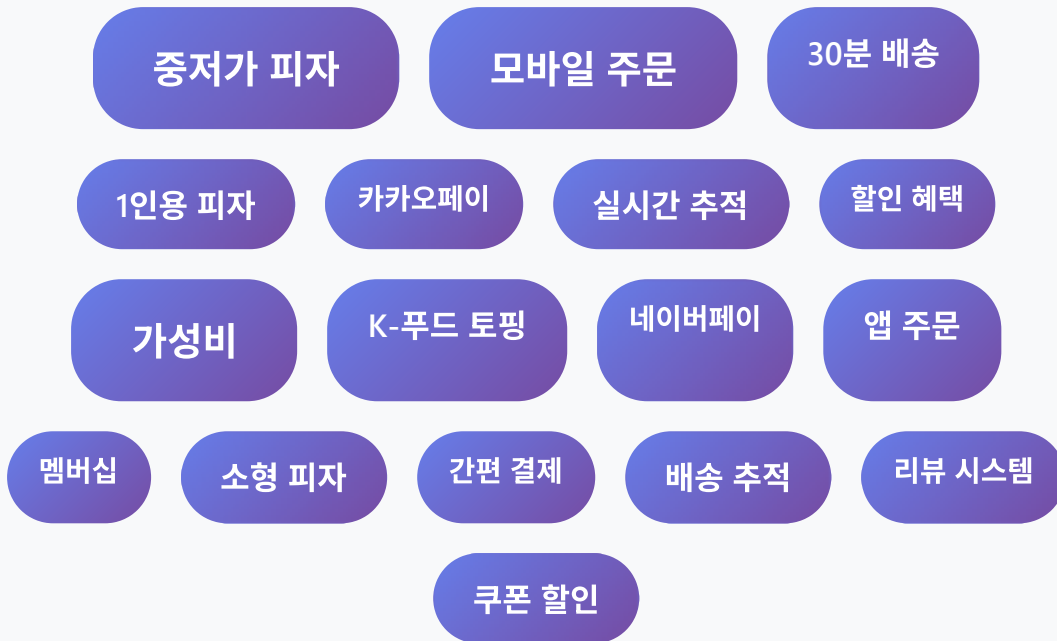 중저가 피자 모바일 주문 30분 배송
1인용 피자 카카오페이 실시간 추적 할인 혜택
가성비 K-푸드 토핑 네이버페이 앱 주문
멤버십 소형 피자 간편 결제 배송 추적 리뷰 시스템
쿠폰 할인